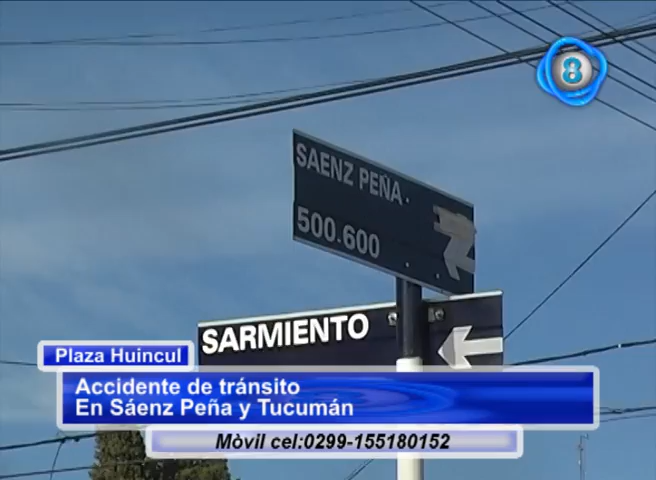 8
SAENZ PEÑA.
500.600
SARMIENTO
Plaza Huincul
Accidente de tránsito
En Sáenz Peña y Tucumán
Mòvil cel:0299-155180152